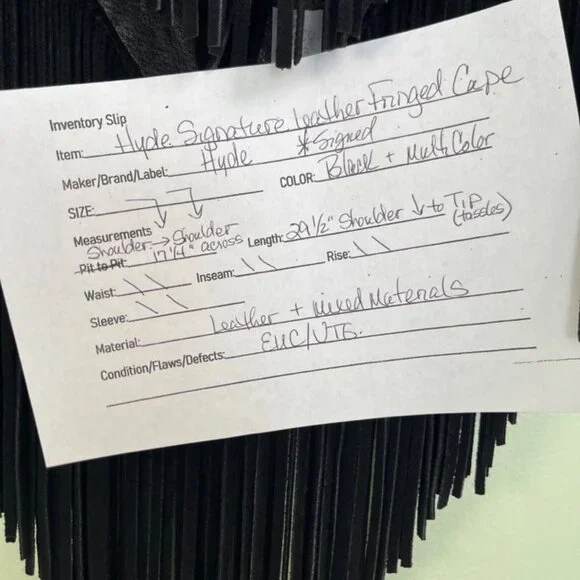 Inventory Slip
Item: Hyde Signature Leather Fringed Cape
Maker/Brand/Label: Hyde *Signed
SIZE: COLOR: Black + Multi Color
Measurements
Shoulder → Shoulder
Pit to Pit: 17 1/4" across Length: 29 1/2" Shoulder ↓ to Tip (tassles)
Waist: \ \ Inseam: \ \ Rise: \ \
Sleeve: \ \
Material: Leather + mixed Materials
Condition/Flaws/Defects: EUC/VTG.